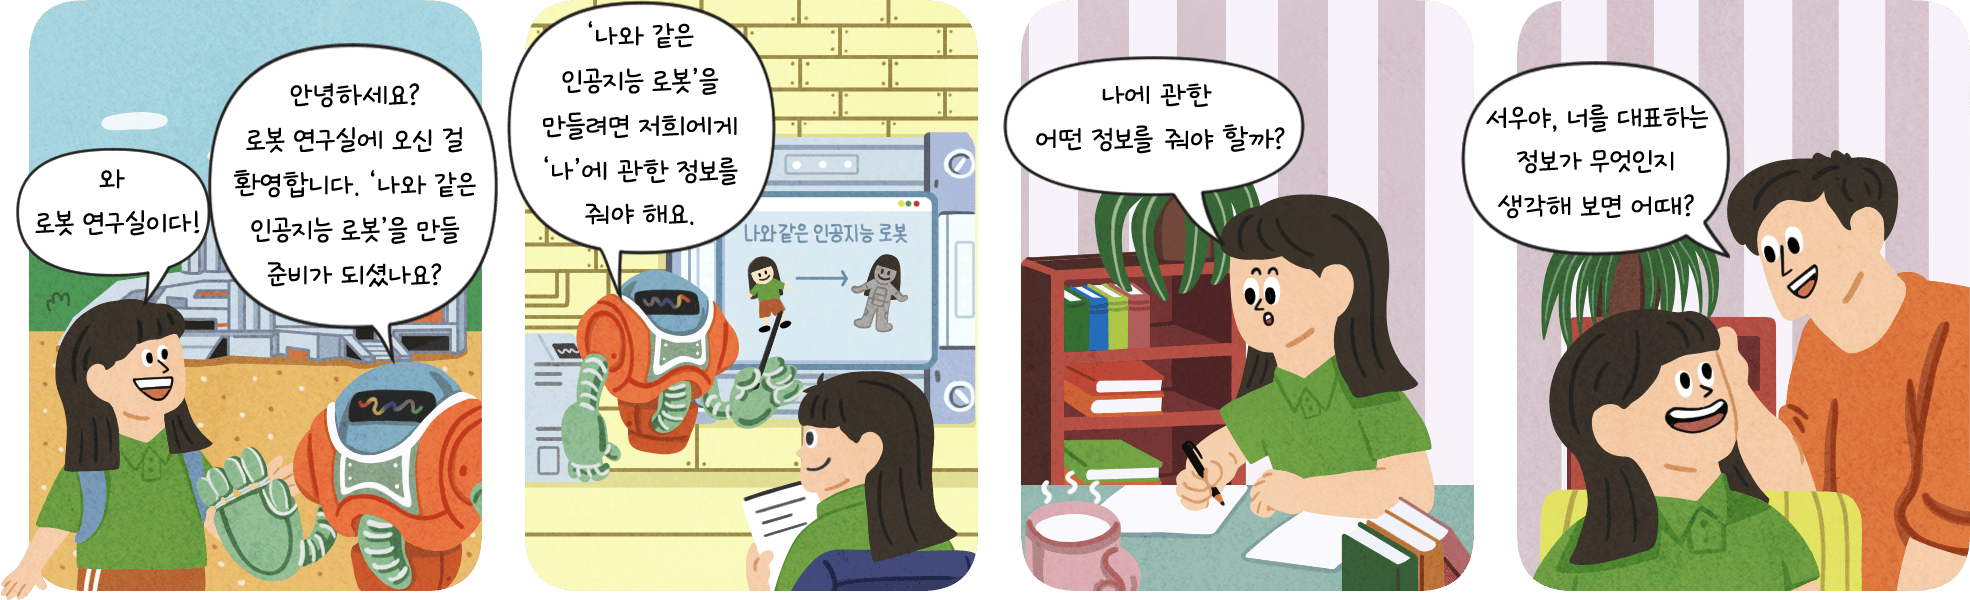 와
로봇 연구실이다!
안녕하세요?
로봇 연구실에 오신 걸
환영합니다. ‘나와 같은
인공지능 로봇’을 만들
준비가 되셨나요?
‘나와 같은
인공지능 로봇’을
만들려면 저희에게
‘나’에 관한 정보를
줘야 해요.
나와 같은 인공지능 로봇
나에 관한
어떤 정보를 줘야 할까?
서우야, 너를 대표하는
정보가 무엇인지
생각해 보면 어때?